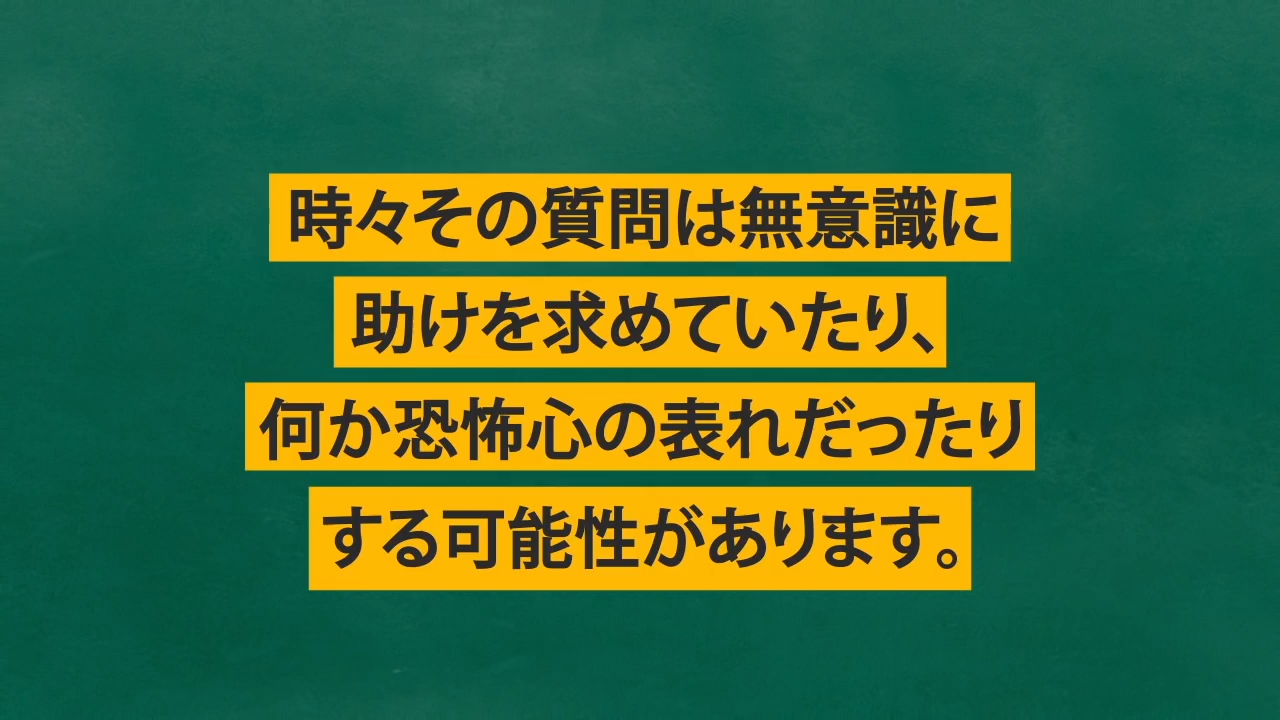 時々その質問は無意識に
助けを求めていたり、
何か恐怖心の表れだったり
する可能性があります。